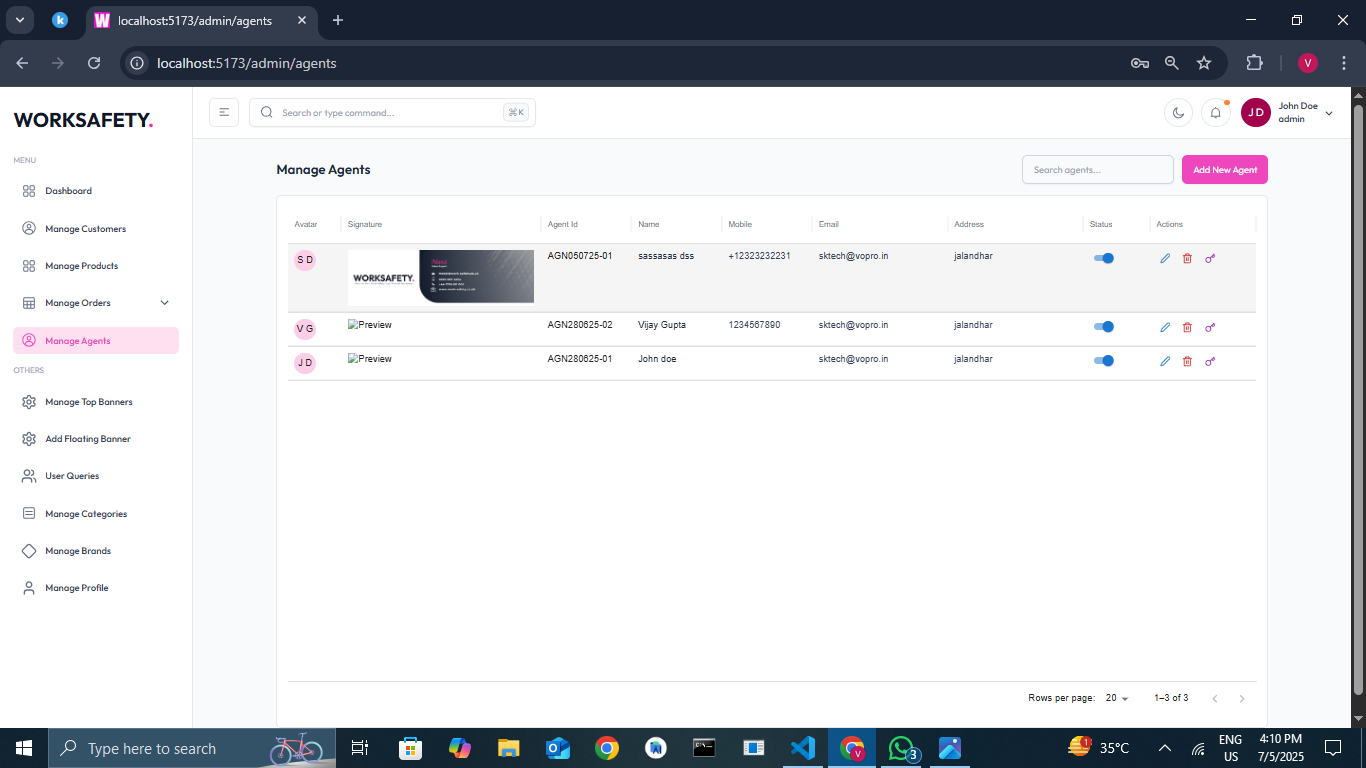 localhost:5173/admin/agents
localhost:5173/admin/agents
V
WORKSAFETY.
Search or type command...
⌘K
J D
John Doe
admin
MENU
Dashboard
Manage Customers
Manage Products
Manage Orders
Manage Agents
OTHERS
Manage Top Banners
Add Floating Banner
User Queries
Manage Categories
Manage Brands
Manage Profile
Manage Agents
Search agents...
Add New Agent
Avatar Signature Agent Id Name Mobile Email Address Status Actions
S D WORKSAFETY. AGN050725-01 sassasas dss +12323232231 sktech@vopro.in jalandhar
V G Preview AGN280625-02 Vijay Gupta 1234567890 sktech@vopro.in jalandhar
J D Preview AGN280625-01 John doe sktech@vopro.in jalandhar
Rows per page: 20 1–3 of 3
Type here to search
V
3
1
35°C
ENG
US
4:10 PM
7/5/2025